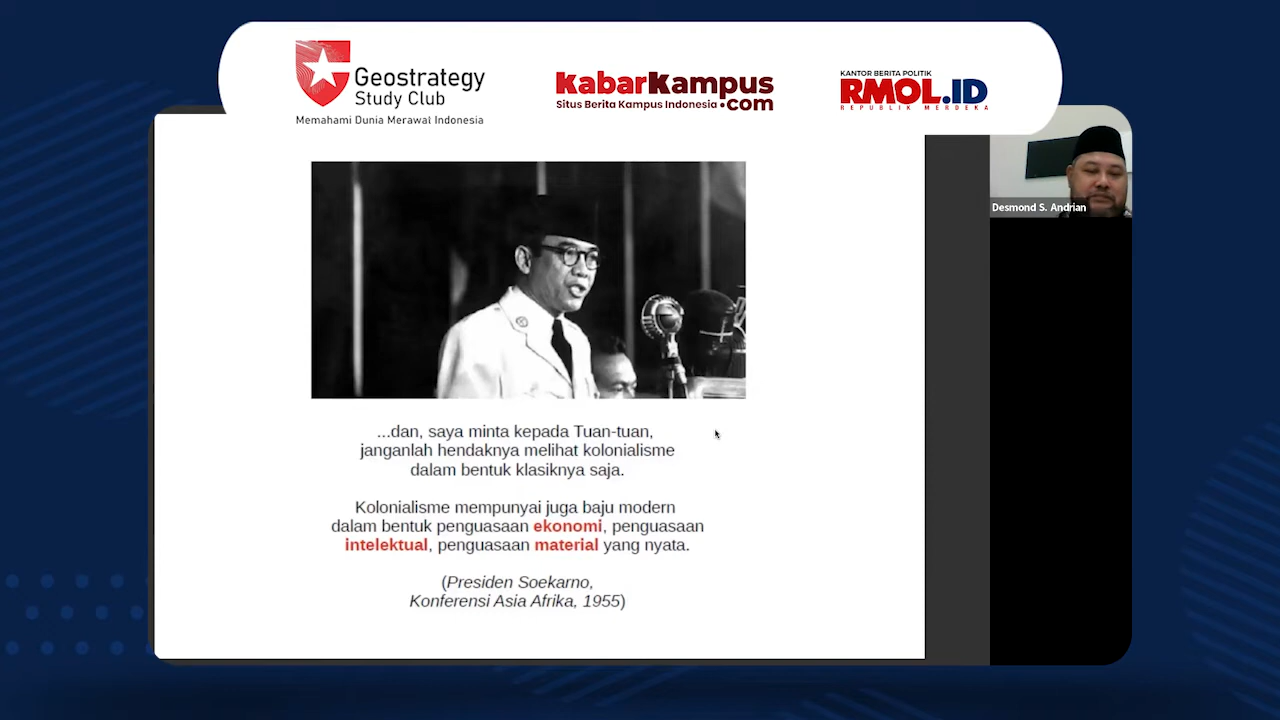 Geostrategy
Study Club
Memahami Dunia Merawat Indonesia
KabarKampus
Situs Berita Kampus Indonesia •com
KANTOR BERITA POLITIK
RMOL.ID
REPUBLIK MERDEKA
Desmond S. Andrian
...dan, saya minta kepada Tuan-tuan,
janganlah hendaknya melihat kolonialisme
dalam bentuk klasiknya saja.
Kolonialisme mempunyai juga baju modern
dalam bentuk penguasaan ekonomi, penguasaan
intelektual, penguasaan material yang nyata.
(Presiden Soekarno,
Konferensi Asia Afrika, 1955)